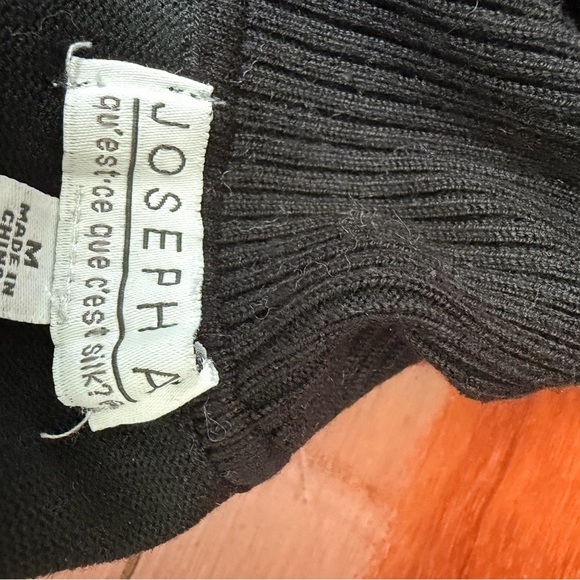 JOSEPH A
qu'est·ce que c'est silk?
M
MADE IN
CHINA